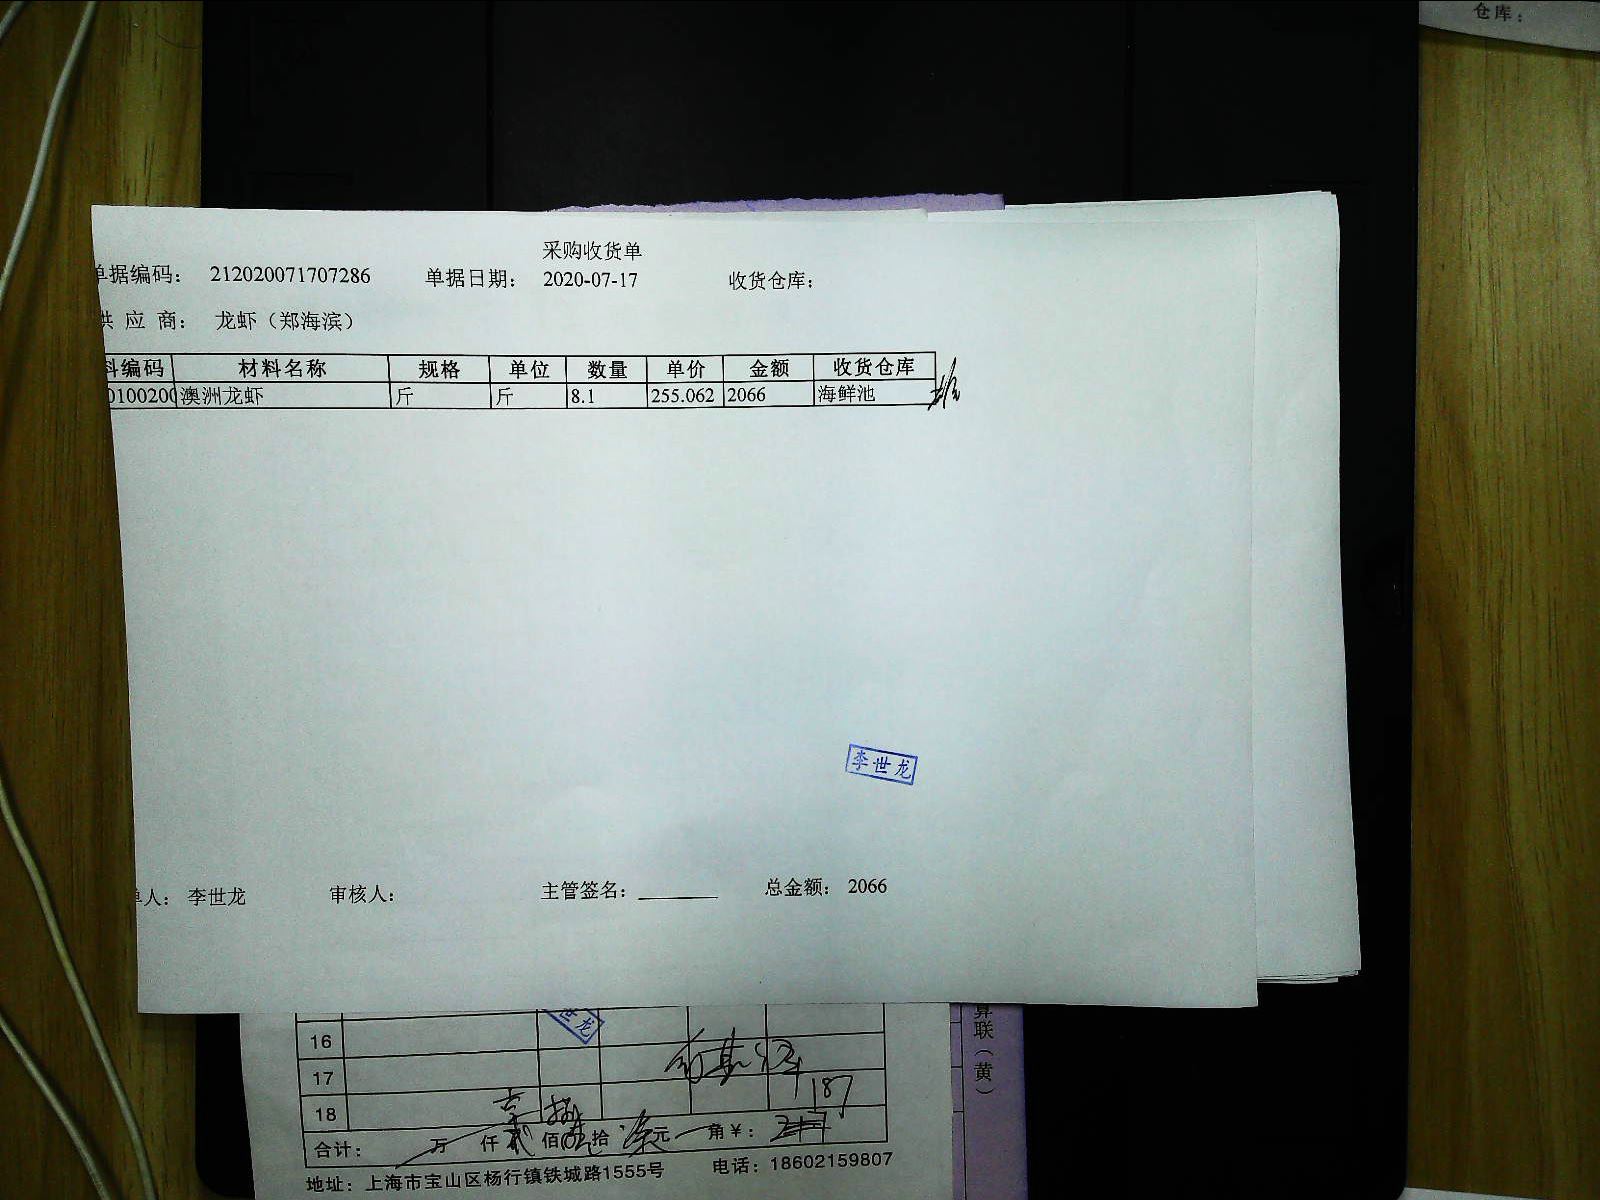 仓库：
采购收货单
单据编码： 212020071707286 单据日期： 2020-07-17 收货仓库：
供 应 商： 龙虾（郑海滨）
料编码 材料名称 规格 单位 数量 单价 金额 收货仓库
0100200 澳洲龙虾 斤 斤 8.1 255.062 2066 海鲜池
李世龙
单人： 李世龙 审核人： 主管签名： 总金额： 2066
算联（黄）
世龙
16
17
18 187
合计： 万 仟 佰 拾 元 角 ¥：
地址：上海市宝山区杨行镇铁城路1555号 电话：18602159807